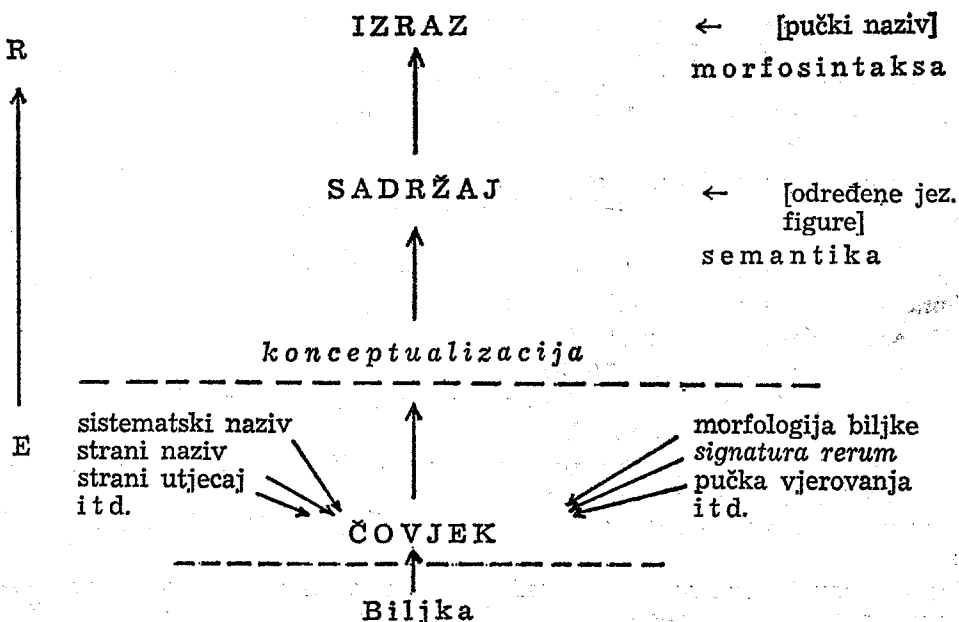 IZRAZ
← [pučki naziv]
R
morfosintaksa
SADRŽAJ
← [određene jez.
figure]
semantika
konceptualizacija
E
sistematski naziv
strani naziv
strani utjecaj
itd.
morfologija biljke
signatura rerum
pučka vjerovanja
itd.
ČOVJEK
Biljka